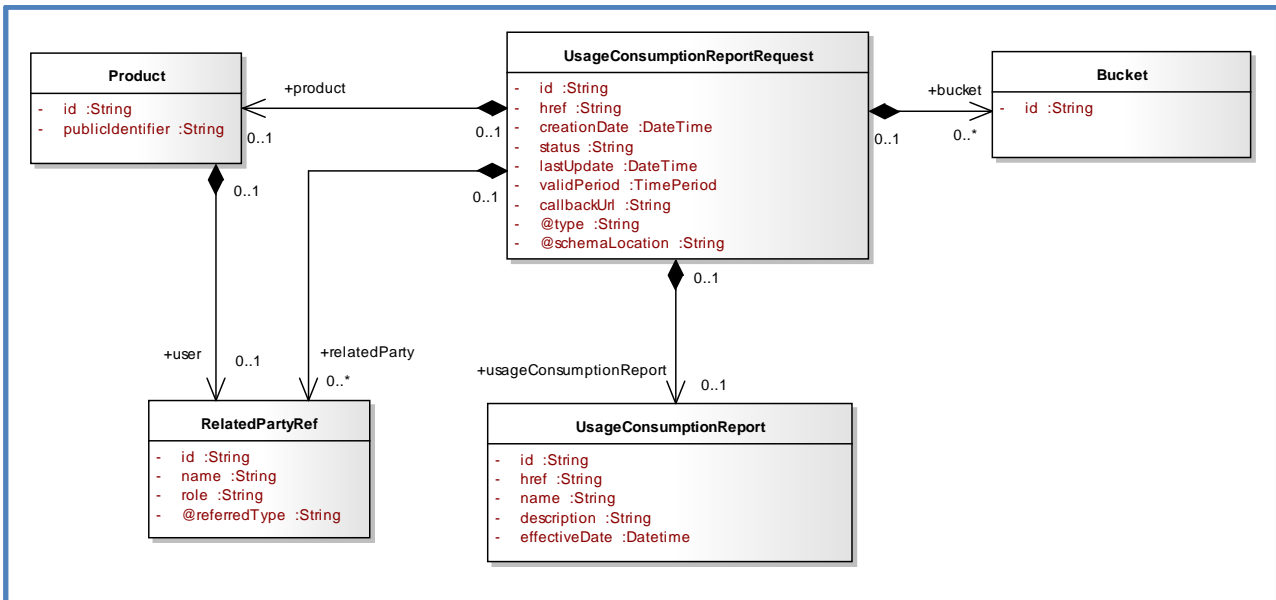 Product
- id :String
- publicIdentifier :String
+product
0..1
0..1
UsageConsumptionReportRequest
- id :String
- href :String
- creationDate :DateTime
- status :String
- lastUpdate :DateTime
- validPeriod :TimePeriod
- callbackUrl :String
- @type :String
- @schemaLocation :String
+bucket
0..1
0..*
Bucket
- id :String
0..1
0..1
0..1
+user
0..1
+relatedParty
0..*
+usageConsumptionReport
0..1
RelatedPartyRef
- id :String
- name :String
- role :String
- @referredType :String
UsageConsumptionReport
- id :String
- href :String
- name :String
- description :String
- effectiveDate :Datetime